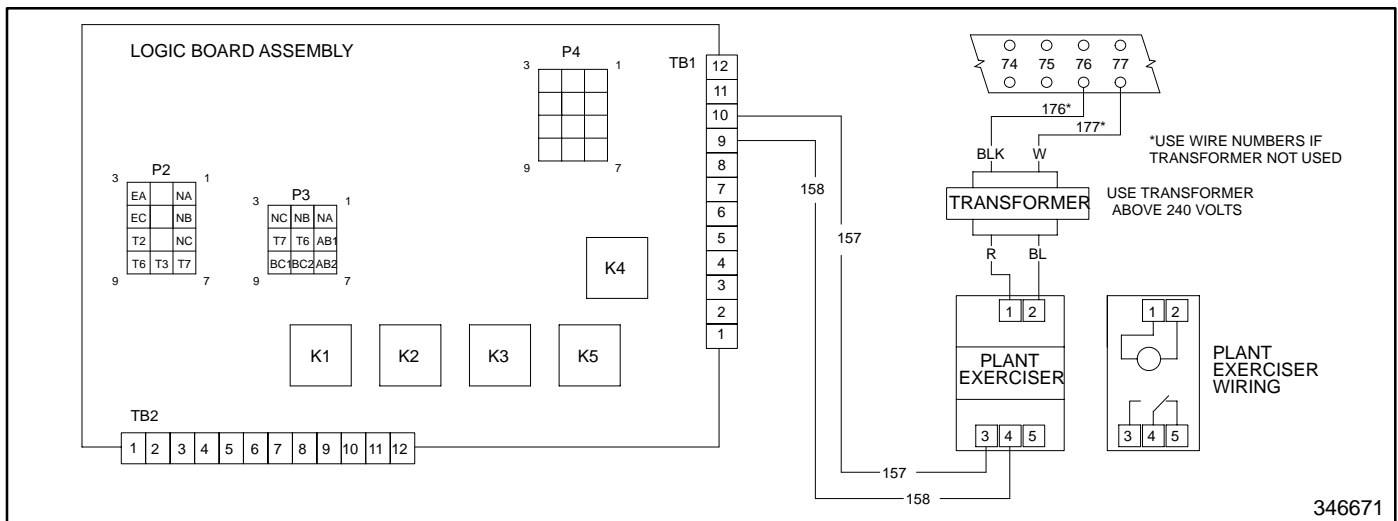 LOGIC BOARD ASSEMBLY
P4
3 1
9 7
TB1
12
11
10
9
8
7
6
5
4
3
2
1
P2
3 1
EA NA
EC NB
T2 NC
T6 T3 T7
9 7
P3
3 1
NC NB NA
T7 T6 AB1
BC1 BC2 AB2
9 7
K4
K1 K2 K3 K5
TB2
1 2 3 4 5 6 7 8 9 10 11 12
158
157
157
158
74 75 76 77
176*
177*
*USE WIRE NUMBERS IF
TRANSFORMER NOT USED
BLK W
TRANSFORMER
USE TRANSFORMER
ABOVE 240 VOLTS
R BL
1 2
PLANT
EXERCISER
3 4 5
1 2
3 4 5
PLANT
EXERCISER
WIRING
346671